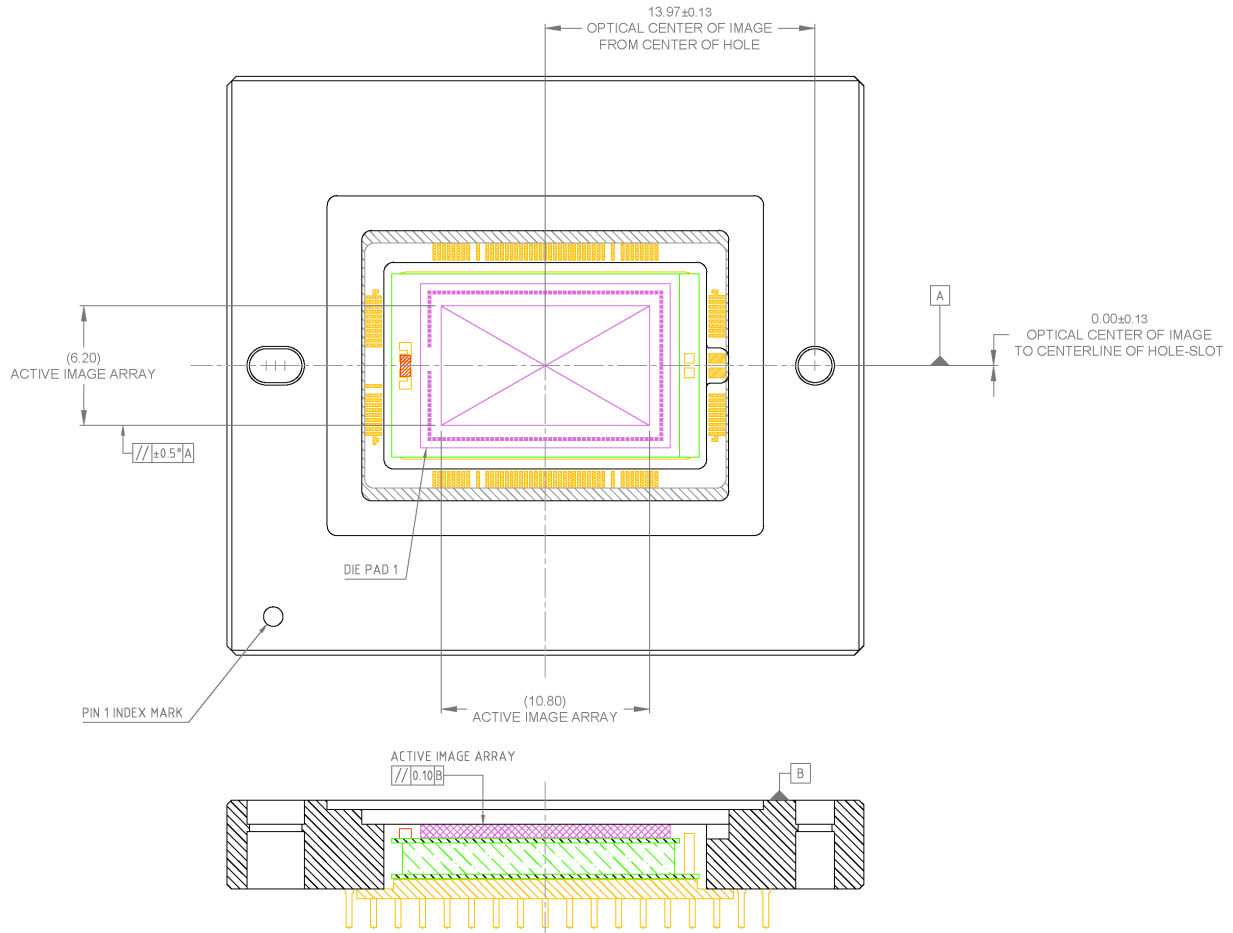 13.97±0.13
OPTICAL CENTER OF IMAGE
FROM CENTER OF HOLE
A
0.00±0.13
OPTICAL CENTER OF IMAGE
TO CENTERLINE OF HOLE-SLOT
(6.20)
ACTIVE IMAGE ARRAY
// ±0.5° A
DIE PAD 1
PIN 1 INDEX MARK
(10.80)
ACTIVE IMAGE ARRAY
ACTIVE IMAGE ARRAY
// 0.10 B
B